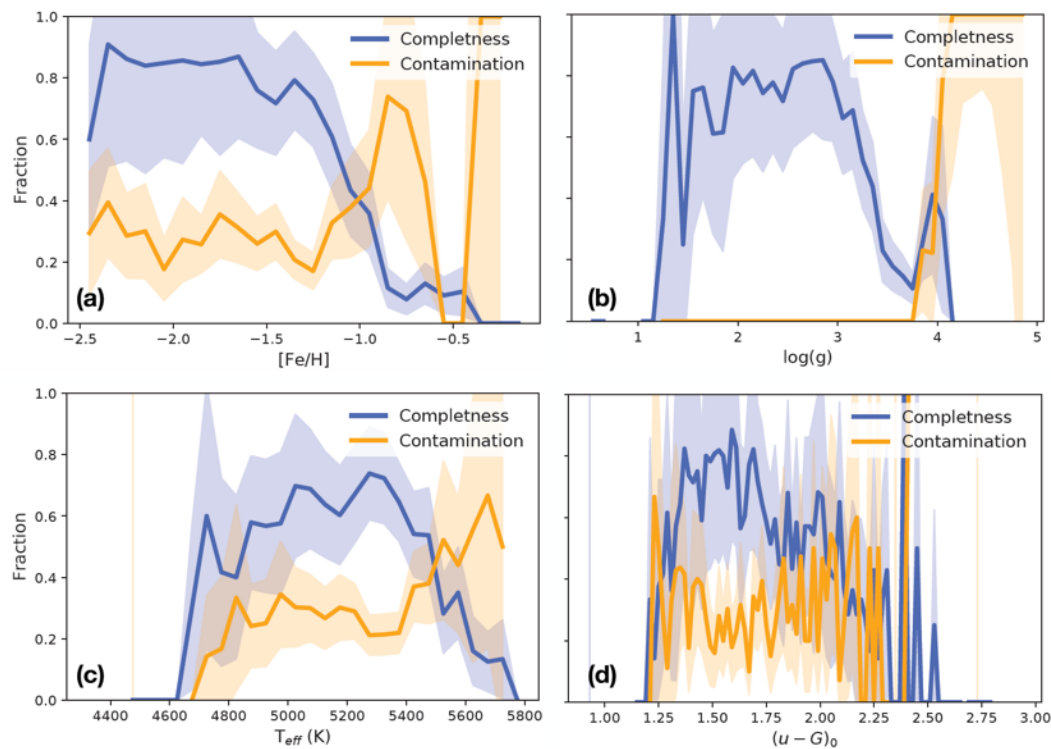 1.0
0.8
0.6
0.4
0.2
0.0
Fraction
Completness
Contamination
(a)
−2.5 −2.0 −1.5 −1.0 −0.5
[Fe/H]
Completness
Contamination
(b)
1 2 3 4 5
log(g)
1.0
0.8
0.6
0.4
0.2
0.0
Fraction
Completness
Contamination
(c)
4400 4600 4800 5000 5200 5400 5600 5800
T_eff (K)
Completness
Contamination
(d)
1.00 1.25 1.50 1.75 2.00 2.25 2.50 2.75 3.00
(u − G)₀